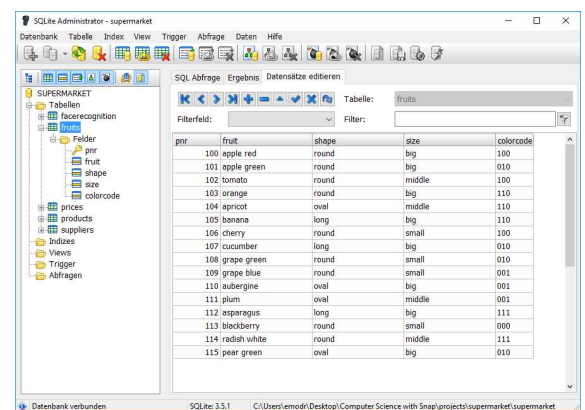 SQLite Administrator - supermarket
Datenbank Tabelle Index View Trigger Abfrage Daten Hilfe
SUPERMARKET
Tabellen
facerecognition
fruits
Felder
pnr
fruit
shape
size
colorcode
prices
products
suppliers
Indizes
Views
Trigger
Abfragen
SQL Abfrage Ergebnis Datensätze editieren
Tabelle: fruits
Filterfeld: Filter:
pnr fruit shape size colorcode
100 apple red round big 100
101 apple green round big 010
102 tomato round middle 100
103 orange round big 110
104 apricot oval middle 110
105 banana long big 110
106 cherry round small 100
107 cucumber long big 010
108 grape green round small 010
109 grape blue round small 001
110 aubergine oval big 001
111 plum oval middle 001
112 asparagus long big 111
113 blackberry round small 000
114 radish white round middle 111
115 pear green oval big 010
Datenbank verbunden SQLite: 3.5.1 C:\Users\emodr\Desktop\Computer Science with Snap\projects\supermarket\supermarket